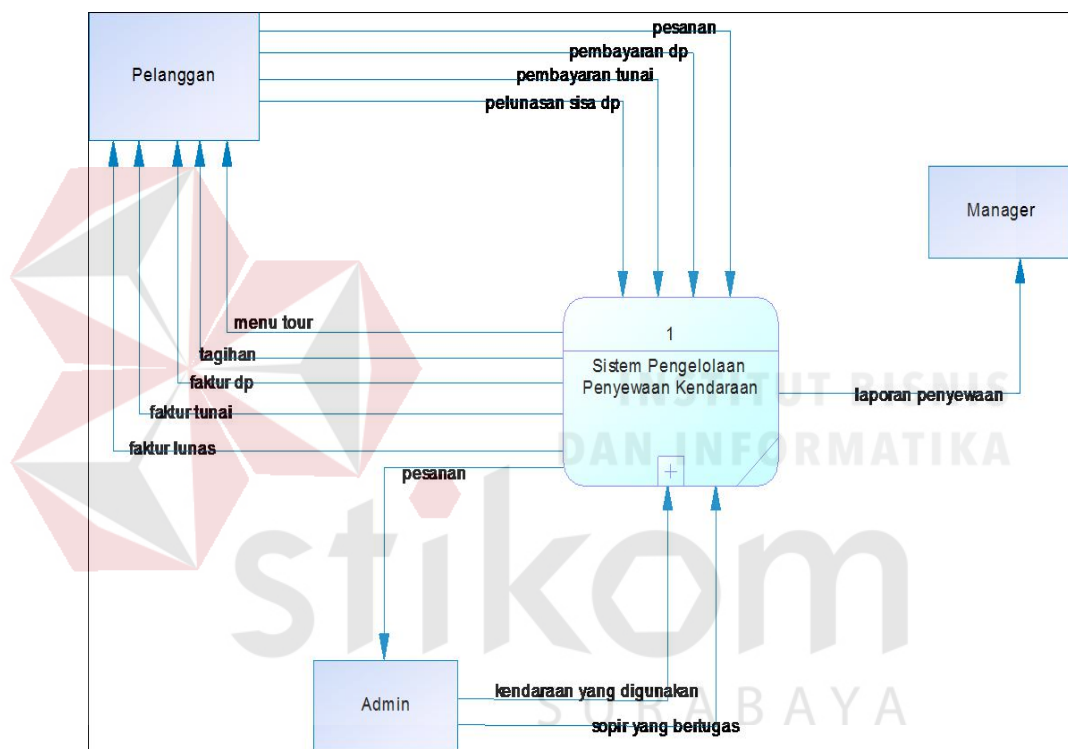 Pelanggan
pesanan
pembayaran dp
pembayaran tunai
pelunasan sisa dp
Manager
menu tour
tagihan
faktur dp
faktur tunai
faktur lunas
pesanan
1
Sistem Pengelolaan
Penyewaan Kendaraan
laporan penyewaan
INSTITUT BISNIS
DAN INFORMATIKA
stikom
SURABAYA
Admin
kendaraan yang digunakan
sopir yang bertugas